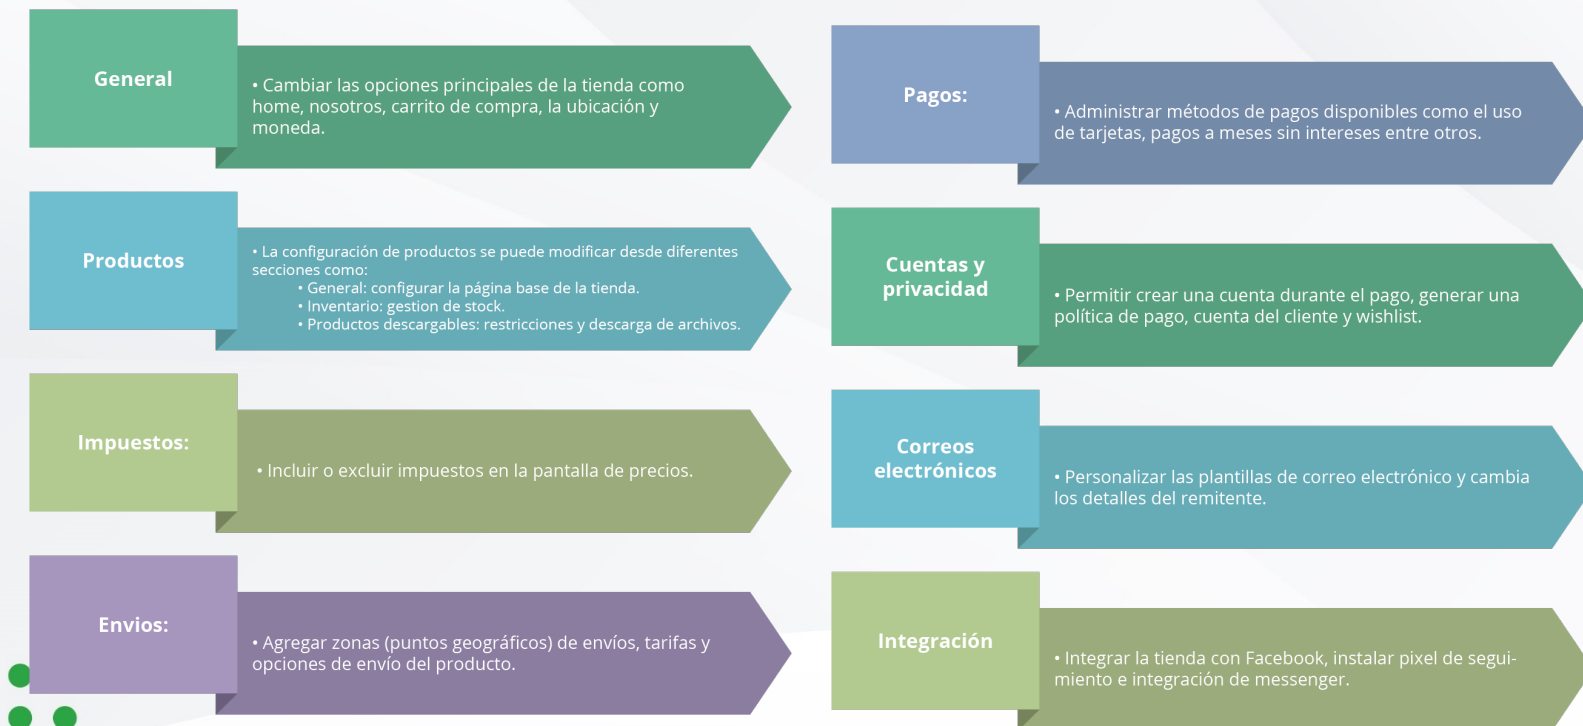 General
• Cambiar las opciones principales de la tienda como
home, nosotros, carrito de compra, la ubicación y
moneda.
Productos
• La configuración de productos se puede modificar desde diferentes
secciones como:
• General: configurar la página base de la tienda.
• Inventario: gestion de stock.
• Productos descargables: restricciones y descarga de archivos.
Impuestos:
• Incluir o excluir impuestos en la pantalla de precios.
Envios:
• Agregar zonas (puntos geográficos) de envíos, tarifas y
opciones de envío del producto.
Pagos:
• Administrar métodos de pagos disponibles como el uso
de tarjetas, pagos a meses sin intereses entre otros.
Cuentas y
privacidad
• Permitir crear una cuenta durante el pago, generar una
política de pago, cuenta del cliente y wishlist.
Correos
electrónicos
• Personalizar las plantillas de correo electrónico y cambia
los detalles del remitente.
Integración
• Integrar la tienda con Facebook, instalar pixel de segui-
miento e integración de messenger.